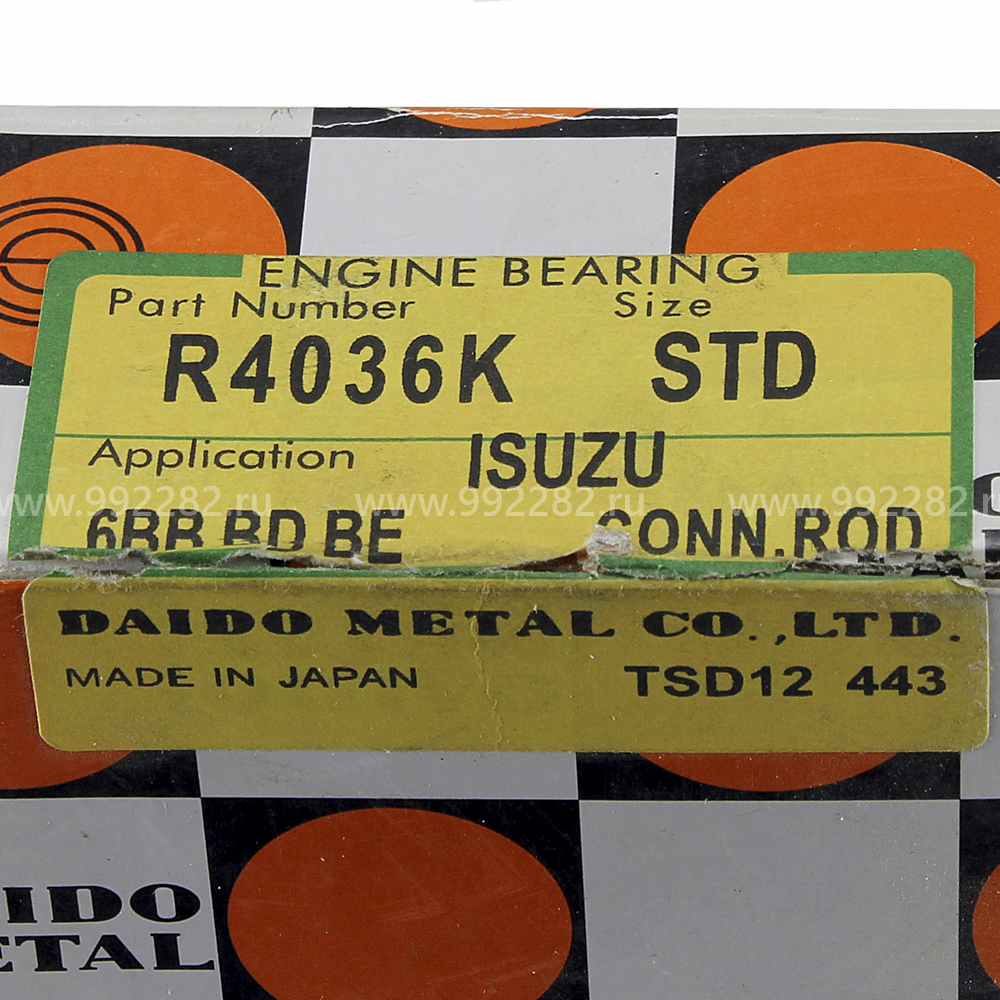 ENGINE BEARING
Part Number Size
R4036K STD
Application ISUZU
www.992282.ru www.992282.ru www.992282.ru
6BB.BD.BE CONN.ROD
DAIDO METAL CO.,LTD.
MADE IN JAPAN TSD12 443
IDO
ETAL